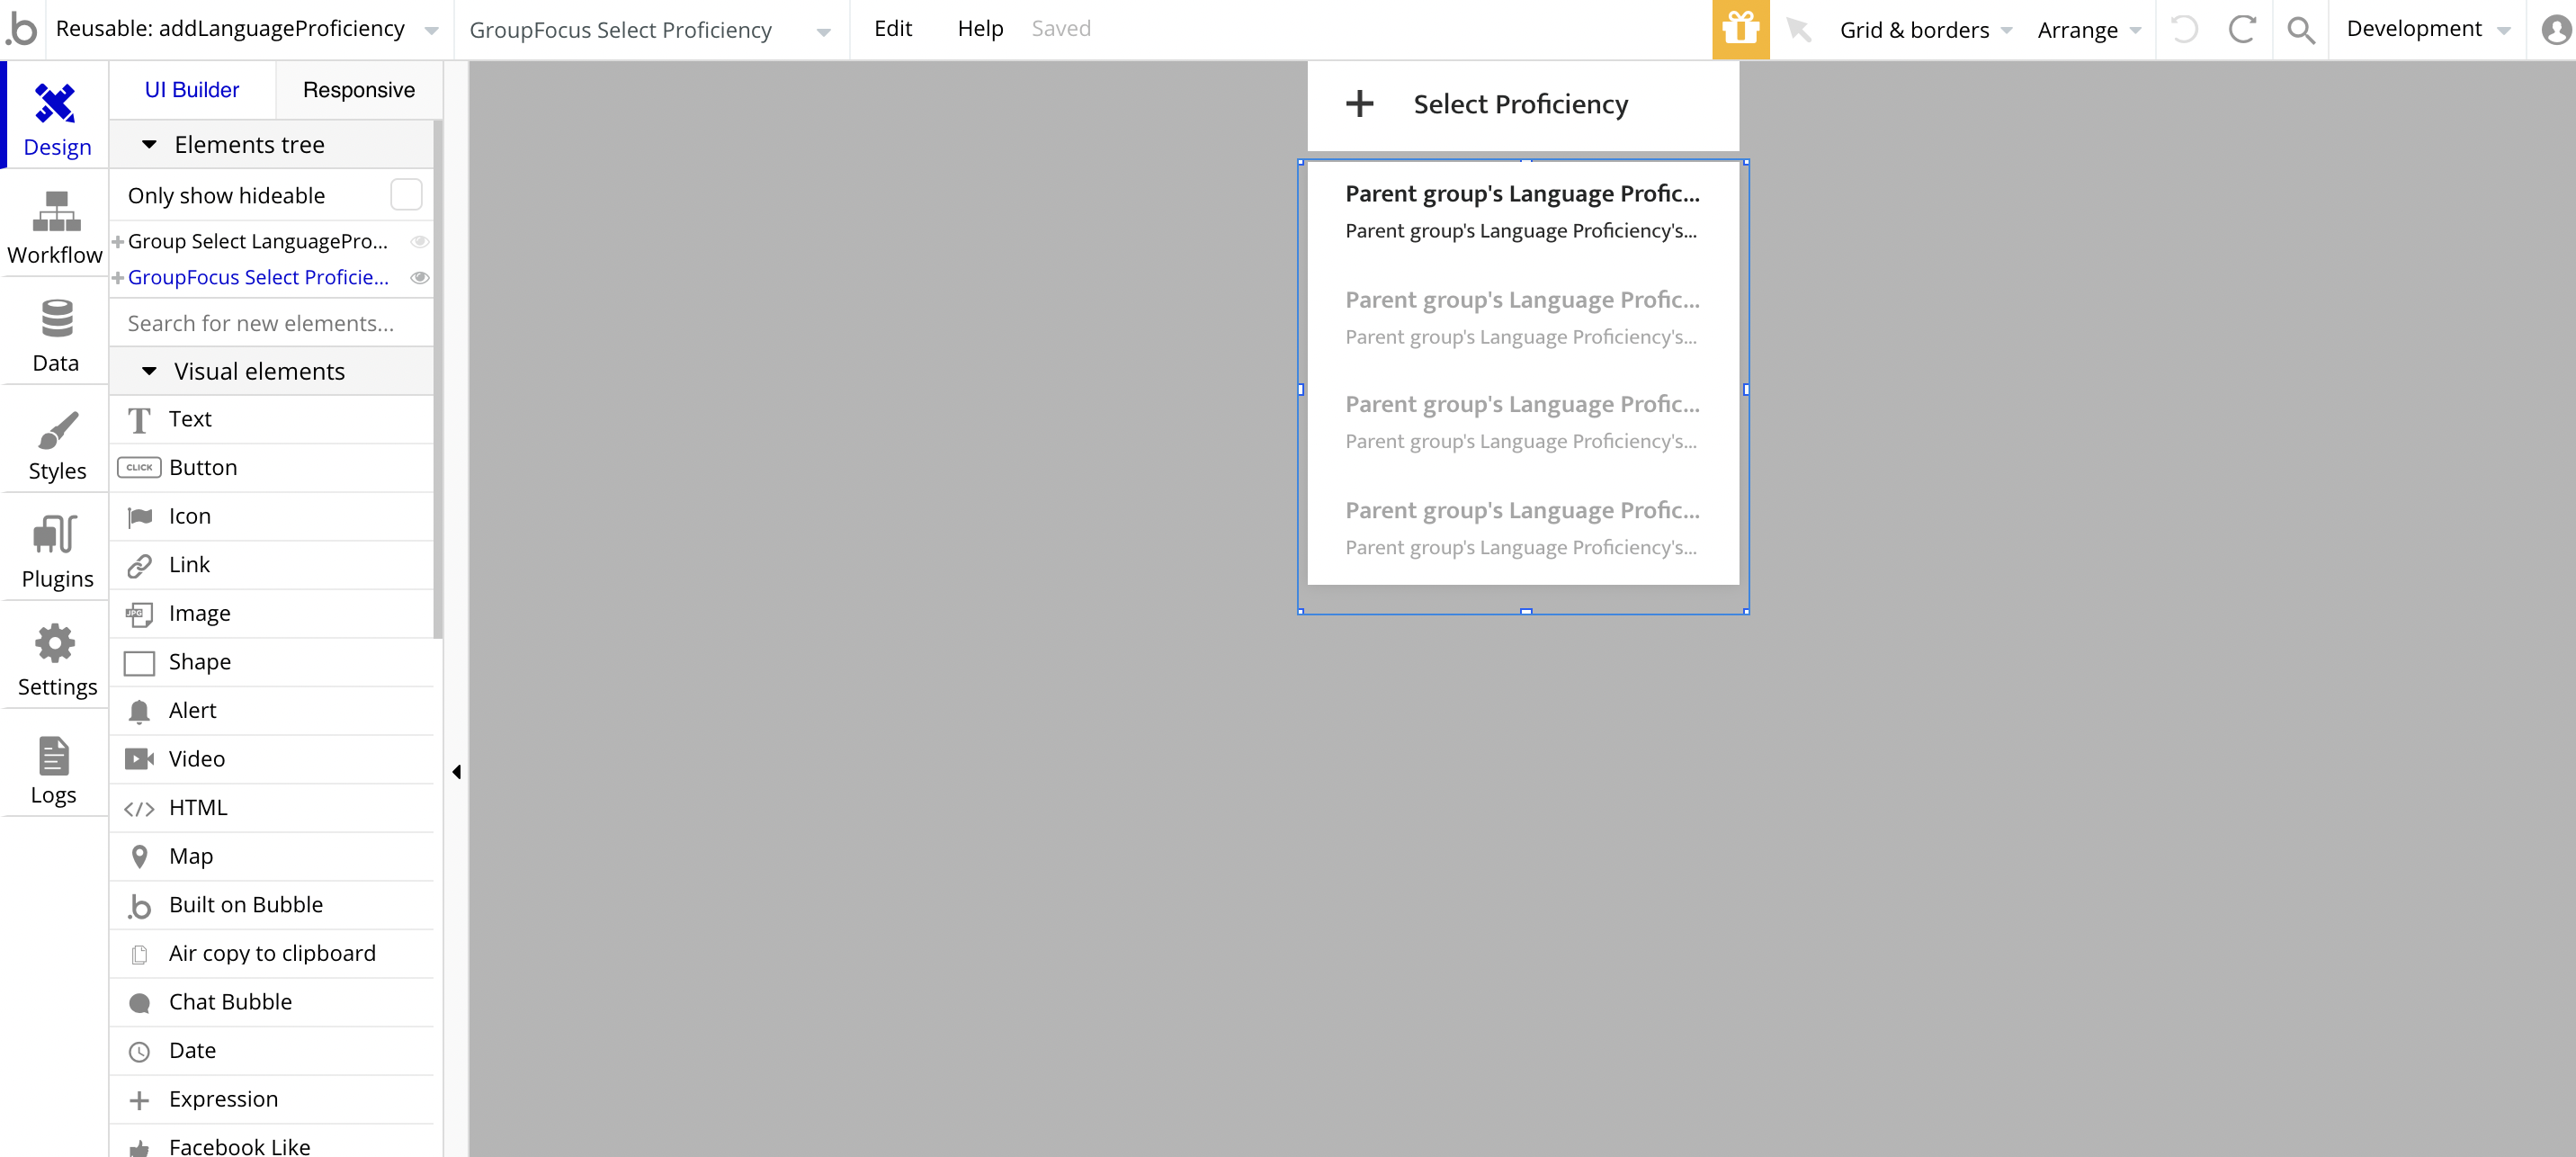 .b
Reusable: addLanguageProficiency
GroupFocus Select Proficiency
Edit
Help
Saved
Grid & borders
Arrange
Development
Design
Workflow
Data
Styles
Plugins
Settings
Logs
UI Builder
Responsive
Elements tree
Only show hideable
Group Select LanguagePro...
GroupFocus Select Proficie...
Search for new elements...
Visual elements
Text
CLICK
Button
Icon
Link
JPG
Image
Shape
Alert
Video
</>
HTML
Map
.b
Built on Bubble
Air copy to clipboard
Chat Bubble
Date
Expression
Facebook Like
Select Proficiency
Parent group's Language Profic...
Parent group's Language Proficiency's...
Parent group's Language Profic...
Parent group's Language Proficiency's...
Parent group's Language Profic...
Parent group's Language Proficiency's...
Parent group's Language Profic...
Parent group's Language Proficiency's...